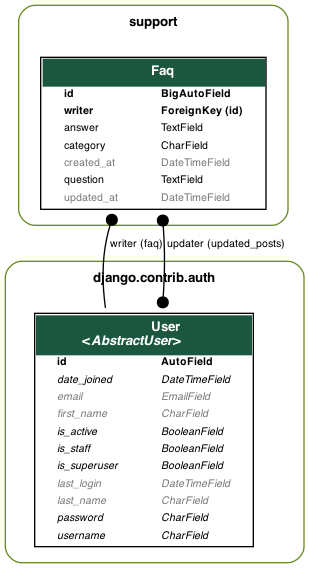 support
Faq
id BigAutoField
writer ForeignKey (id)
answer TextField
category CharField
created_at DateTimeField
question TextField
updated_at DateTimeField
writer (faq) updater (updated_posts)
django.contrib.auth
User
<AbstractUser>
id AutoField
date_joined DateTimeField
email EmailField
first_name CharField
is_active BooleanField
is_staff BooleanField
is_superuser BooleanField
last_login DateTimeField
last_name CharField
password CharField
username CharField